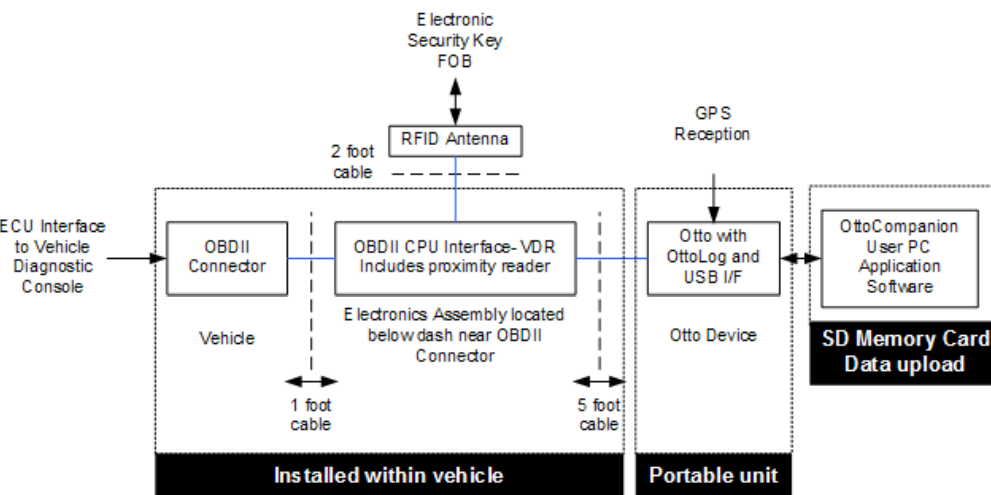 Electronic
Security Key
FOB
RFID Antenna
2 foot
cable
GPS
Reception
ECU Interface
to Vehicle
Diagnostic
Console
OBDII
Connector
Vehicle
OBDII CPU Interface- VDR
Includes proximity reader
Electronics Assembly located
below dash near OBDII
Connector
1 foot
cable
5 foot
cable
Installed within vehicle
Otto with
OttoLog and
USB I/F
Otto Device
Portable unit
OttoCompanion
User PC
Application
Software
SD Memory Card
Data upload